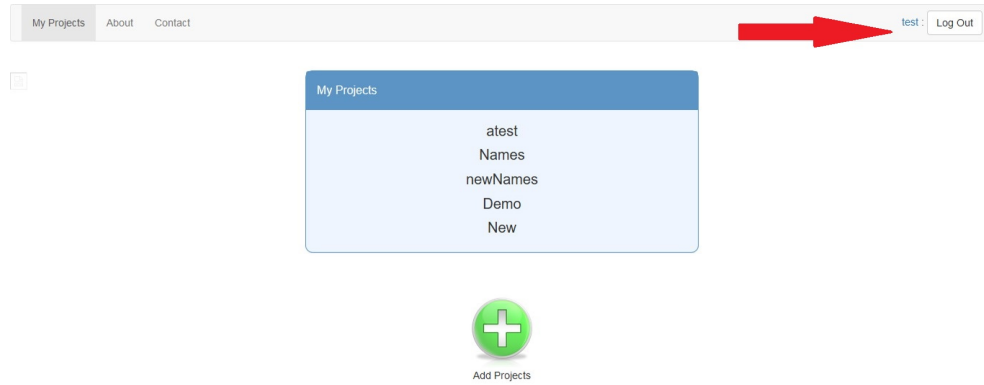 My Projects About Contact test : Log Out
My Projects
atest
Names
newNames
Demo
New
Add Projects